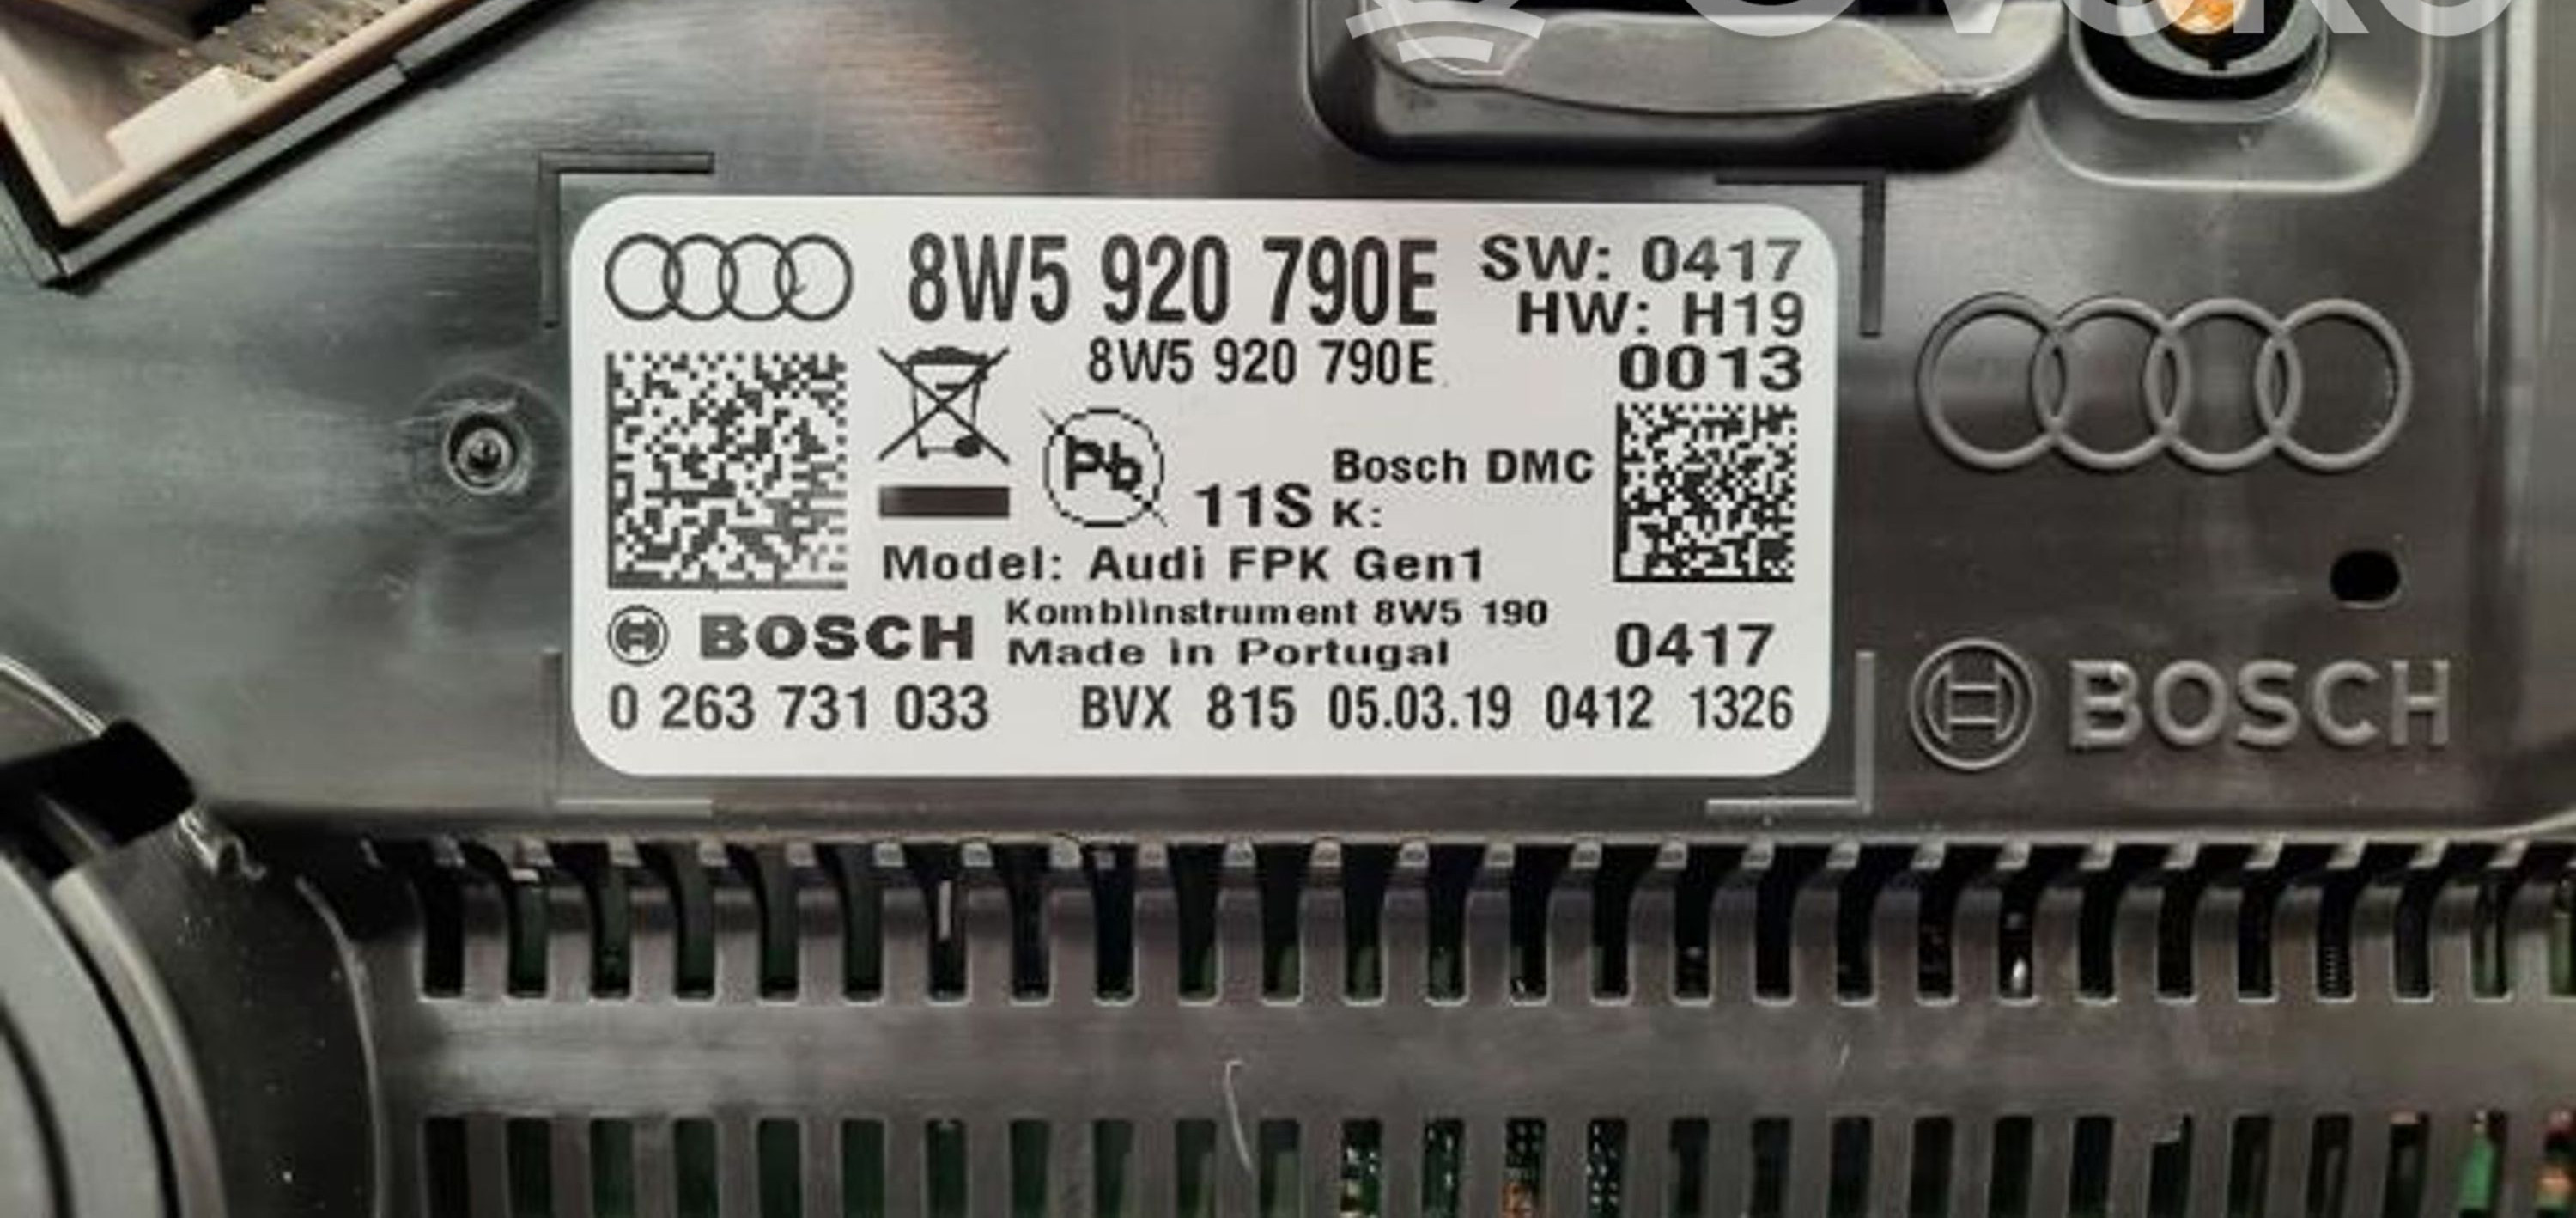 8W5 920 790E SW: 0417
HW: H19
8W5 920 790E 0013
Pb
Bosch DMC
11S K:
Model: Audi FPK Gen1
Kombiinstrument 8W5 190
BOSCH Made in Portugal 0417
0 263 731 033 BVX 815 05.03.19 0412 1326
BOSCH